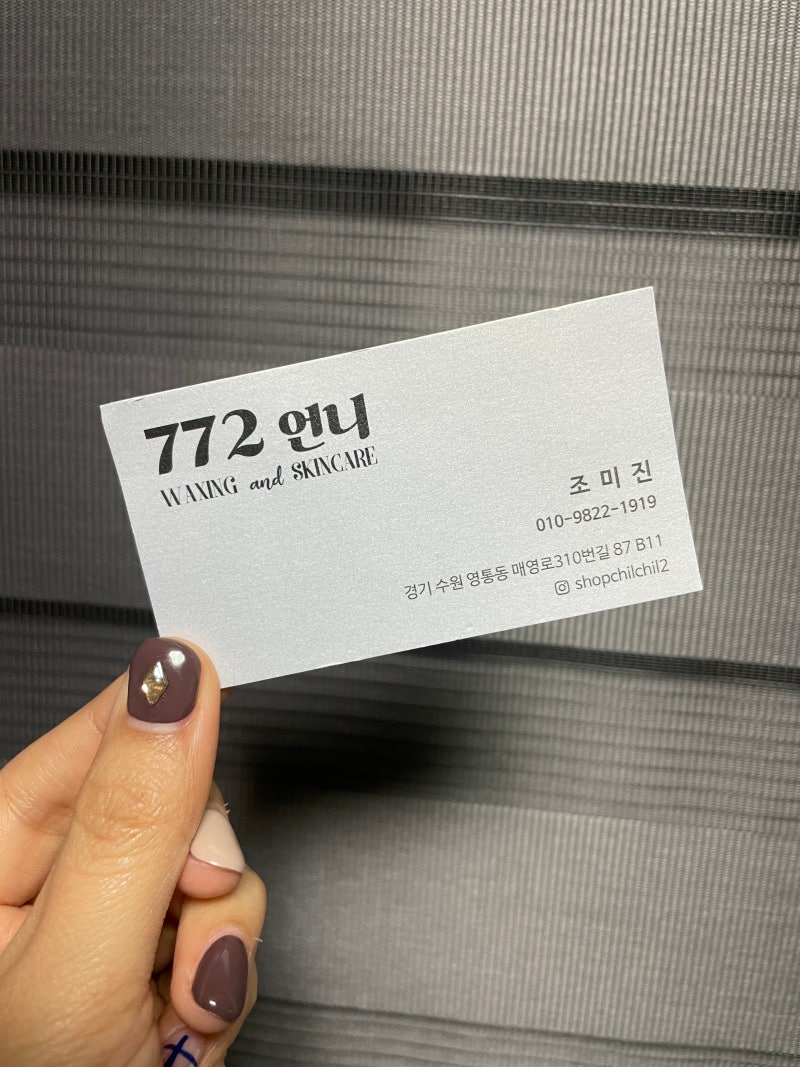 772 언니
WAXING and SKINCARE
조 미 진
010-9822-1919
경기 수원 영통동 매영로310번길 87 B11
shopchilchil2